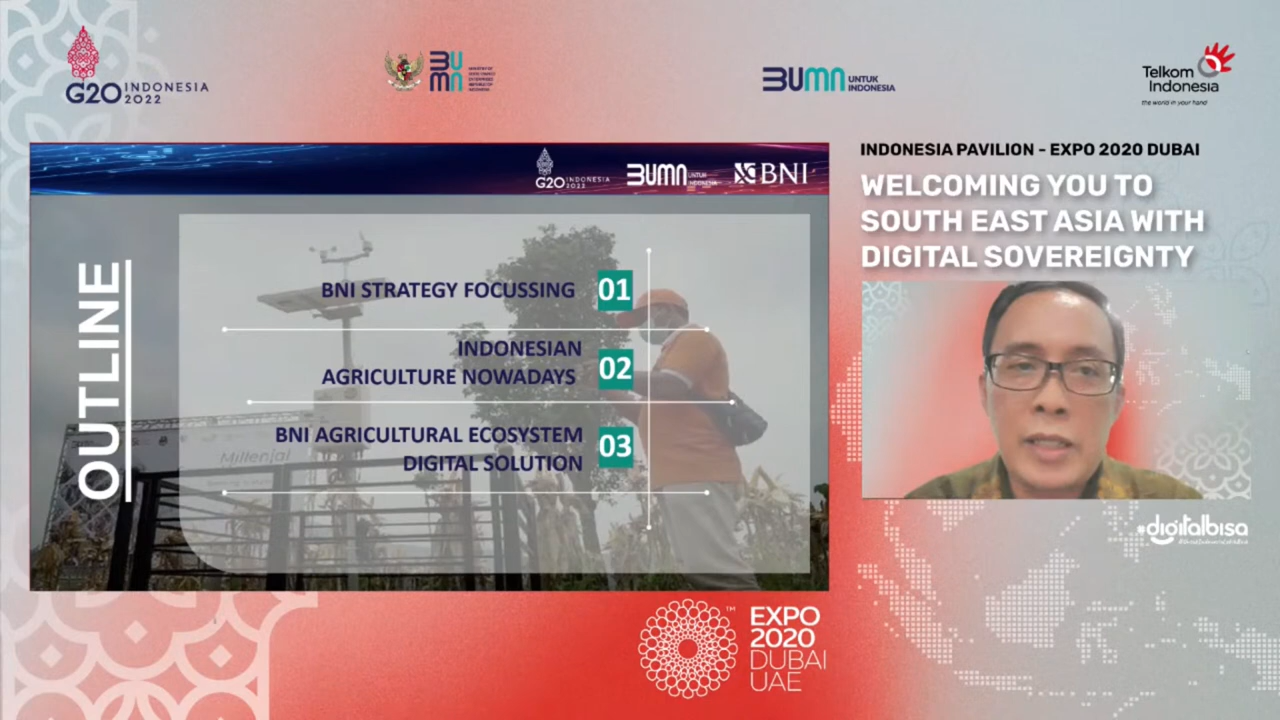 G20 INDONESIA
2022
BUMN
BUMN UNTUK
INDONESIA
Telkom
Indonesia
the world in your hand
INDONESIA PAVILION - EXPO 2020 DUBAI
WELCOMING YOU TO
SOUTH EAST ASIA WITH
DIGITAL SOVEREIGNTY
G20 INDONESIA
2022
BUMN UNTUK
INDONESIA
BNI
OUTLINE
BNI STRATEGY FOCUSSING 01
INDONESIAN
AGRICULTURE NOWADAYS 02
BNI AGRICULTURAL ECOSYSTEM
DIGITAL SOLUTION 03
Millenial
#digitalbisa
TM
EXPO
2020
DUBAI
UAE